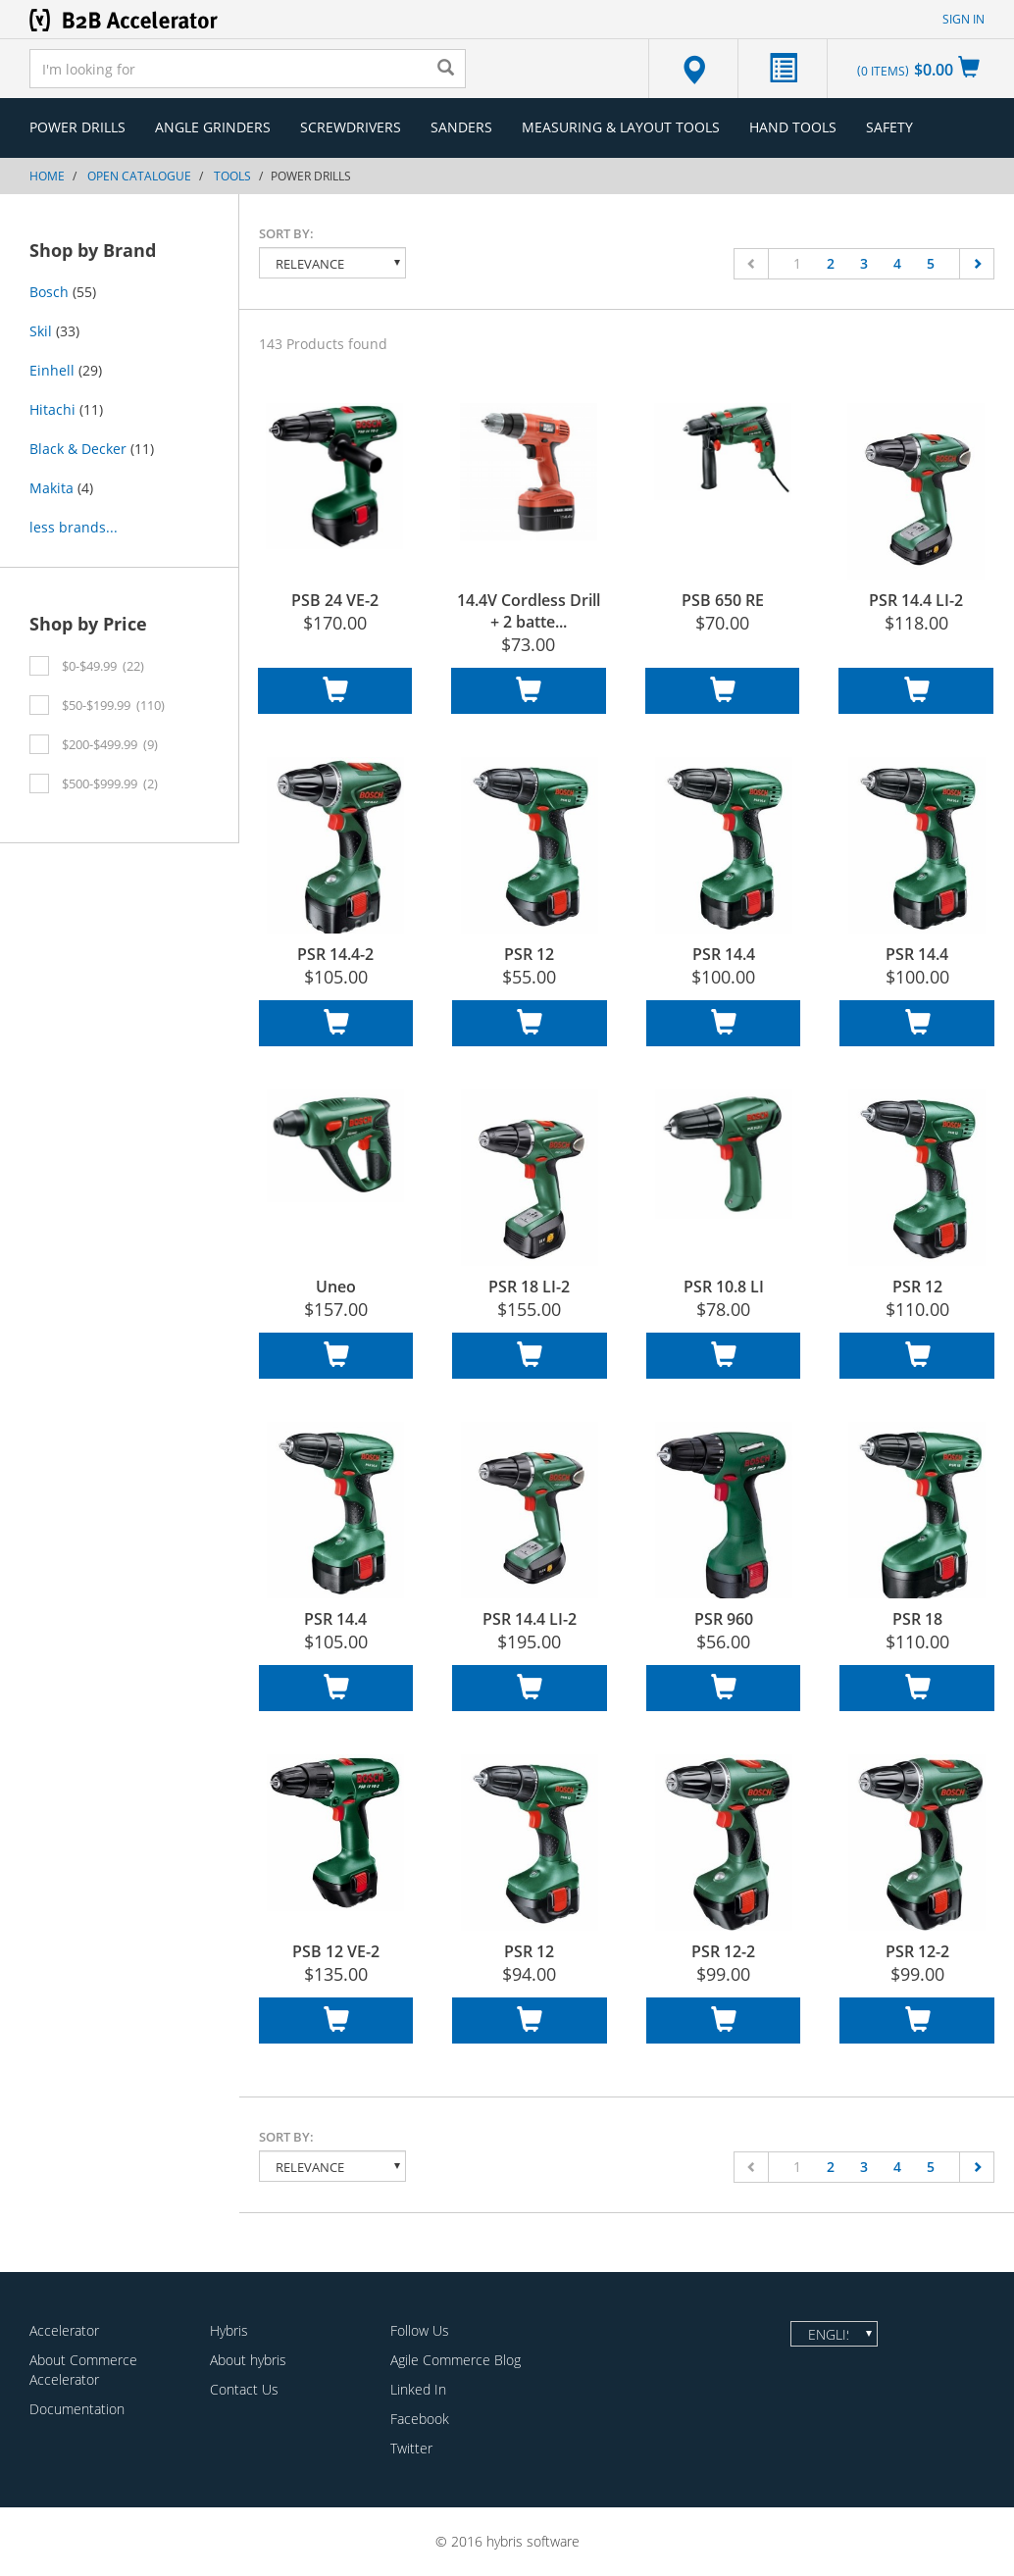 B2B Accelerator
SIGN IN
I'm looking for
(0 ITEMS) $0.00
POWER DRILLS ANGLE GRINDERS SCREWDRIVERS SANDERS MEASURING & LAYOUT TOOLS HAND TOOLS SAFETY
HOME / OPEN CATALOGUE / TOOLS / POWER DRILLS
Shop by Brand
Bosch (55)
Skil (33)
Einhell (29)
Hitachi (11)
Black & Decker (11)
Makita (4)
less brands...
Shop by Price
$0-$49.99 (22)
$50-$199.99 (110)
$200-$499.99 (9)
$500-$999.99 (2)
SORT BY:
RELEVANCE
1 2 3 4 5
143 Products found
PSB 24 VE-2
$170.00
14.4V Cordless Drill
+ 2 batte...
$73.00
PSB 650 RE
$70.00
PSR 14.4 LI-2
$118.00
PSR 14.4-2
$105.00
PSR 12
$55.00
PSR 14.4
$100.00
PSR 14.4
$100.00
Uneo
$157.00
PSR 18 LI-2
$155.00
PSR 10.8 LI
$78.00
PSR 12
$110.00
PSR 14.4
$105.00
PSR 14.4 LI-2
$195.00
PSR 960
$56.00
PSR 18
$110.00
PSB 12 VE-2
$135.00
PSR 12
$94.00
PSR 12-2
$99.00
PSR 12-2
$99.00
SORT BY:
RELEVANCE
1 2 3 4 5
Accelerator
About Commerce
Accelerator
Documentation
Hybris
About hybris
Contact Us
Follow Us
Agile Commerce Blog
Linked In
Facebook
Twitter
ENGLIS
© 2016 hybris software